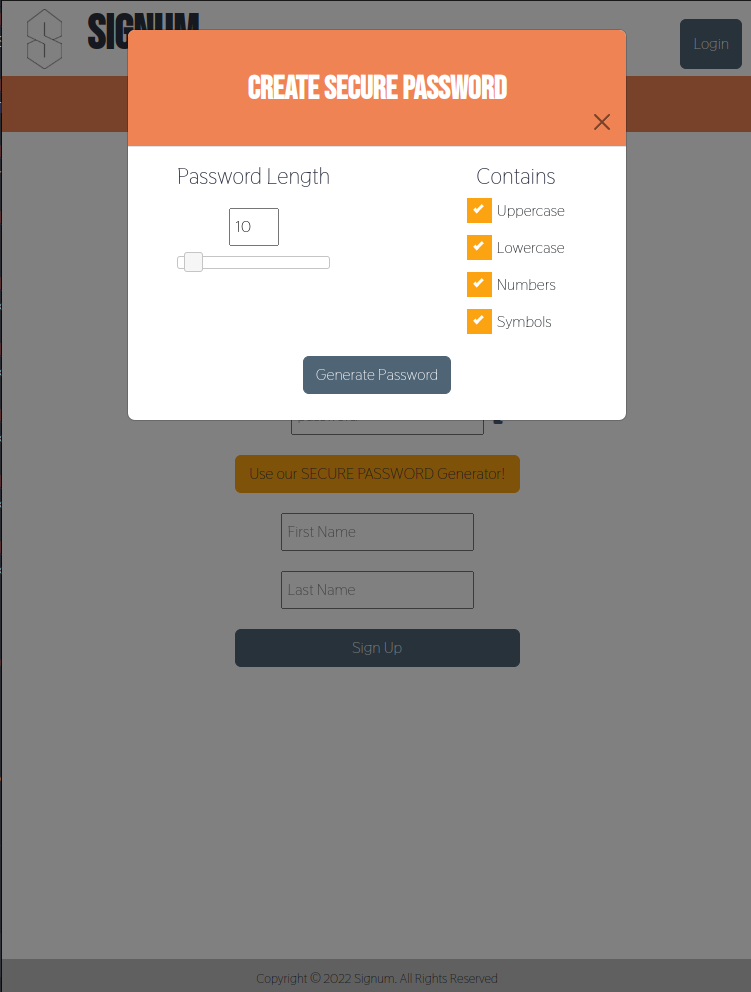 SIGNUM
Login
CREATE SECURE PASSWORD
Password Length
Contains
10
Uppercase
Lowercase
Numbers
Symbols
Generate Password
Use our SECURE PASSWORD Generator!
First Name
Last Name
Sign Up
Copyright © 2022 Signum. All Rights Reserved